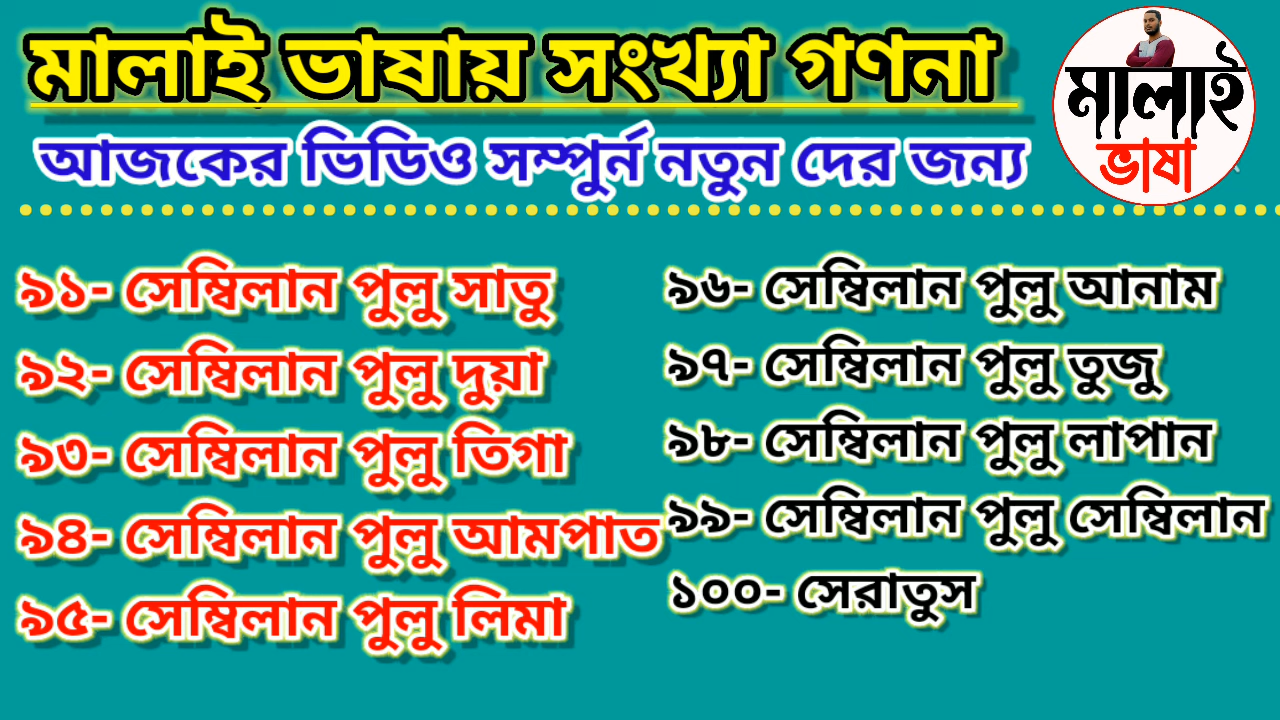 মালাই ভাষায় সংখ্যা গণনা
মালাই
ভাষা
আজকের ভিডিও সম্পুর্ন নতুন দের জন্য
৯১- সেম্বিলান পুলু সাতু
৯২- সেম্বিলান পুলু দুয়া
৯৩- সেম্বিলান পুলু তিগা
৯৪- সেম্বিলান পুলু আমপাত
৯৫- সেম্বিলান পুলু লিমা
৯৬- সেম্বিলান পুলু আনাম
৯৭- সেম্বিলান পুলু তুজু
৯৮- সেম্বিলান পুলু লাপান
৯৯- সেম্বিলান পুলু সেম্বিলান
১০০- সেরাতুস